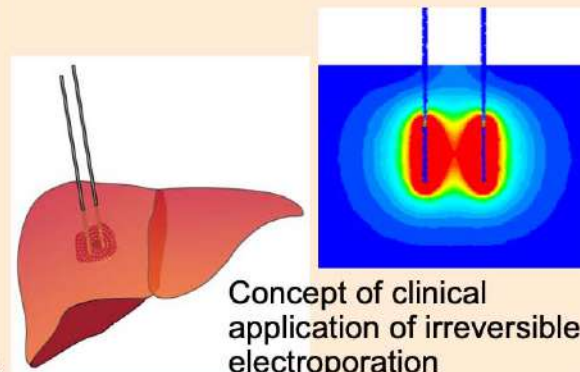 Concept of clinical
application of irreversible
electroporation